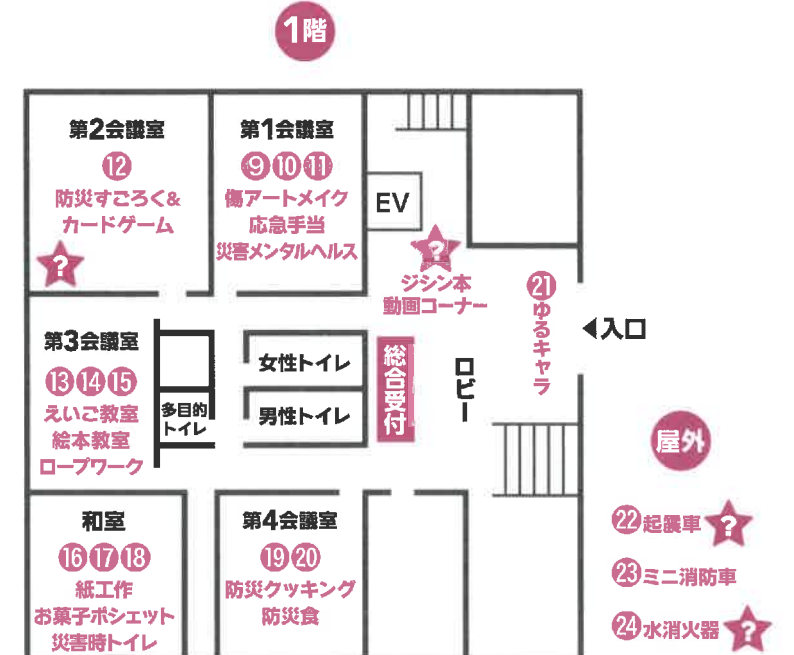 1階
第2会議室
⑫
防災すごろく&
カードゲーム
?
第1会議室
⑨⑩⑪
傷アートメイク
応急手当
災害メンタルヘルス
EV
?
ジシン本
動画コーナー
㉑
ゆるキャラ
◀入口
第3会議室
⑬⑭⑮
えいご教室
絵本教室
ロープワーク
多目的
トイレ
女性トイレ
男性トイレ
総合受付
ロビー
和室
⑯⑰⑱
紙工作
お菓子ポシェット
災害時トイレ
第4会議室
⑲⑳
防災クッキング
防災食
屋外
㉒起震車 ?
㉓ミニ消防車
㉔水消火器 ?